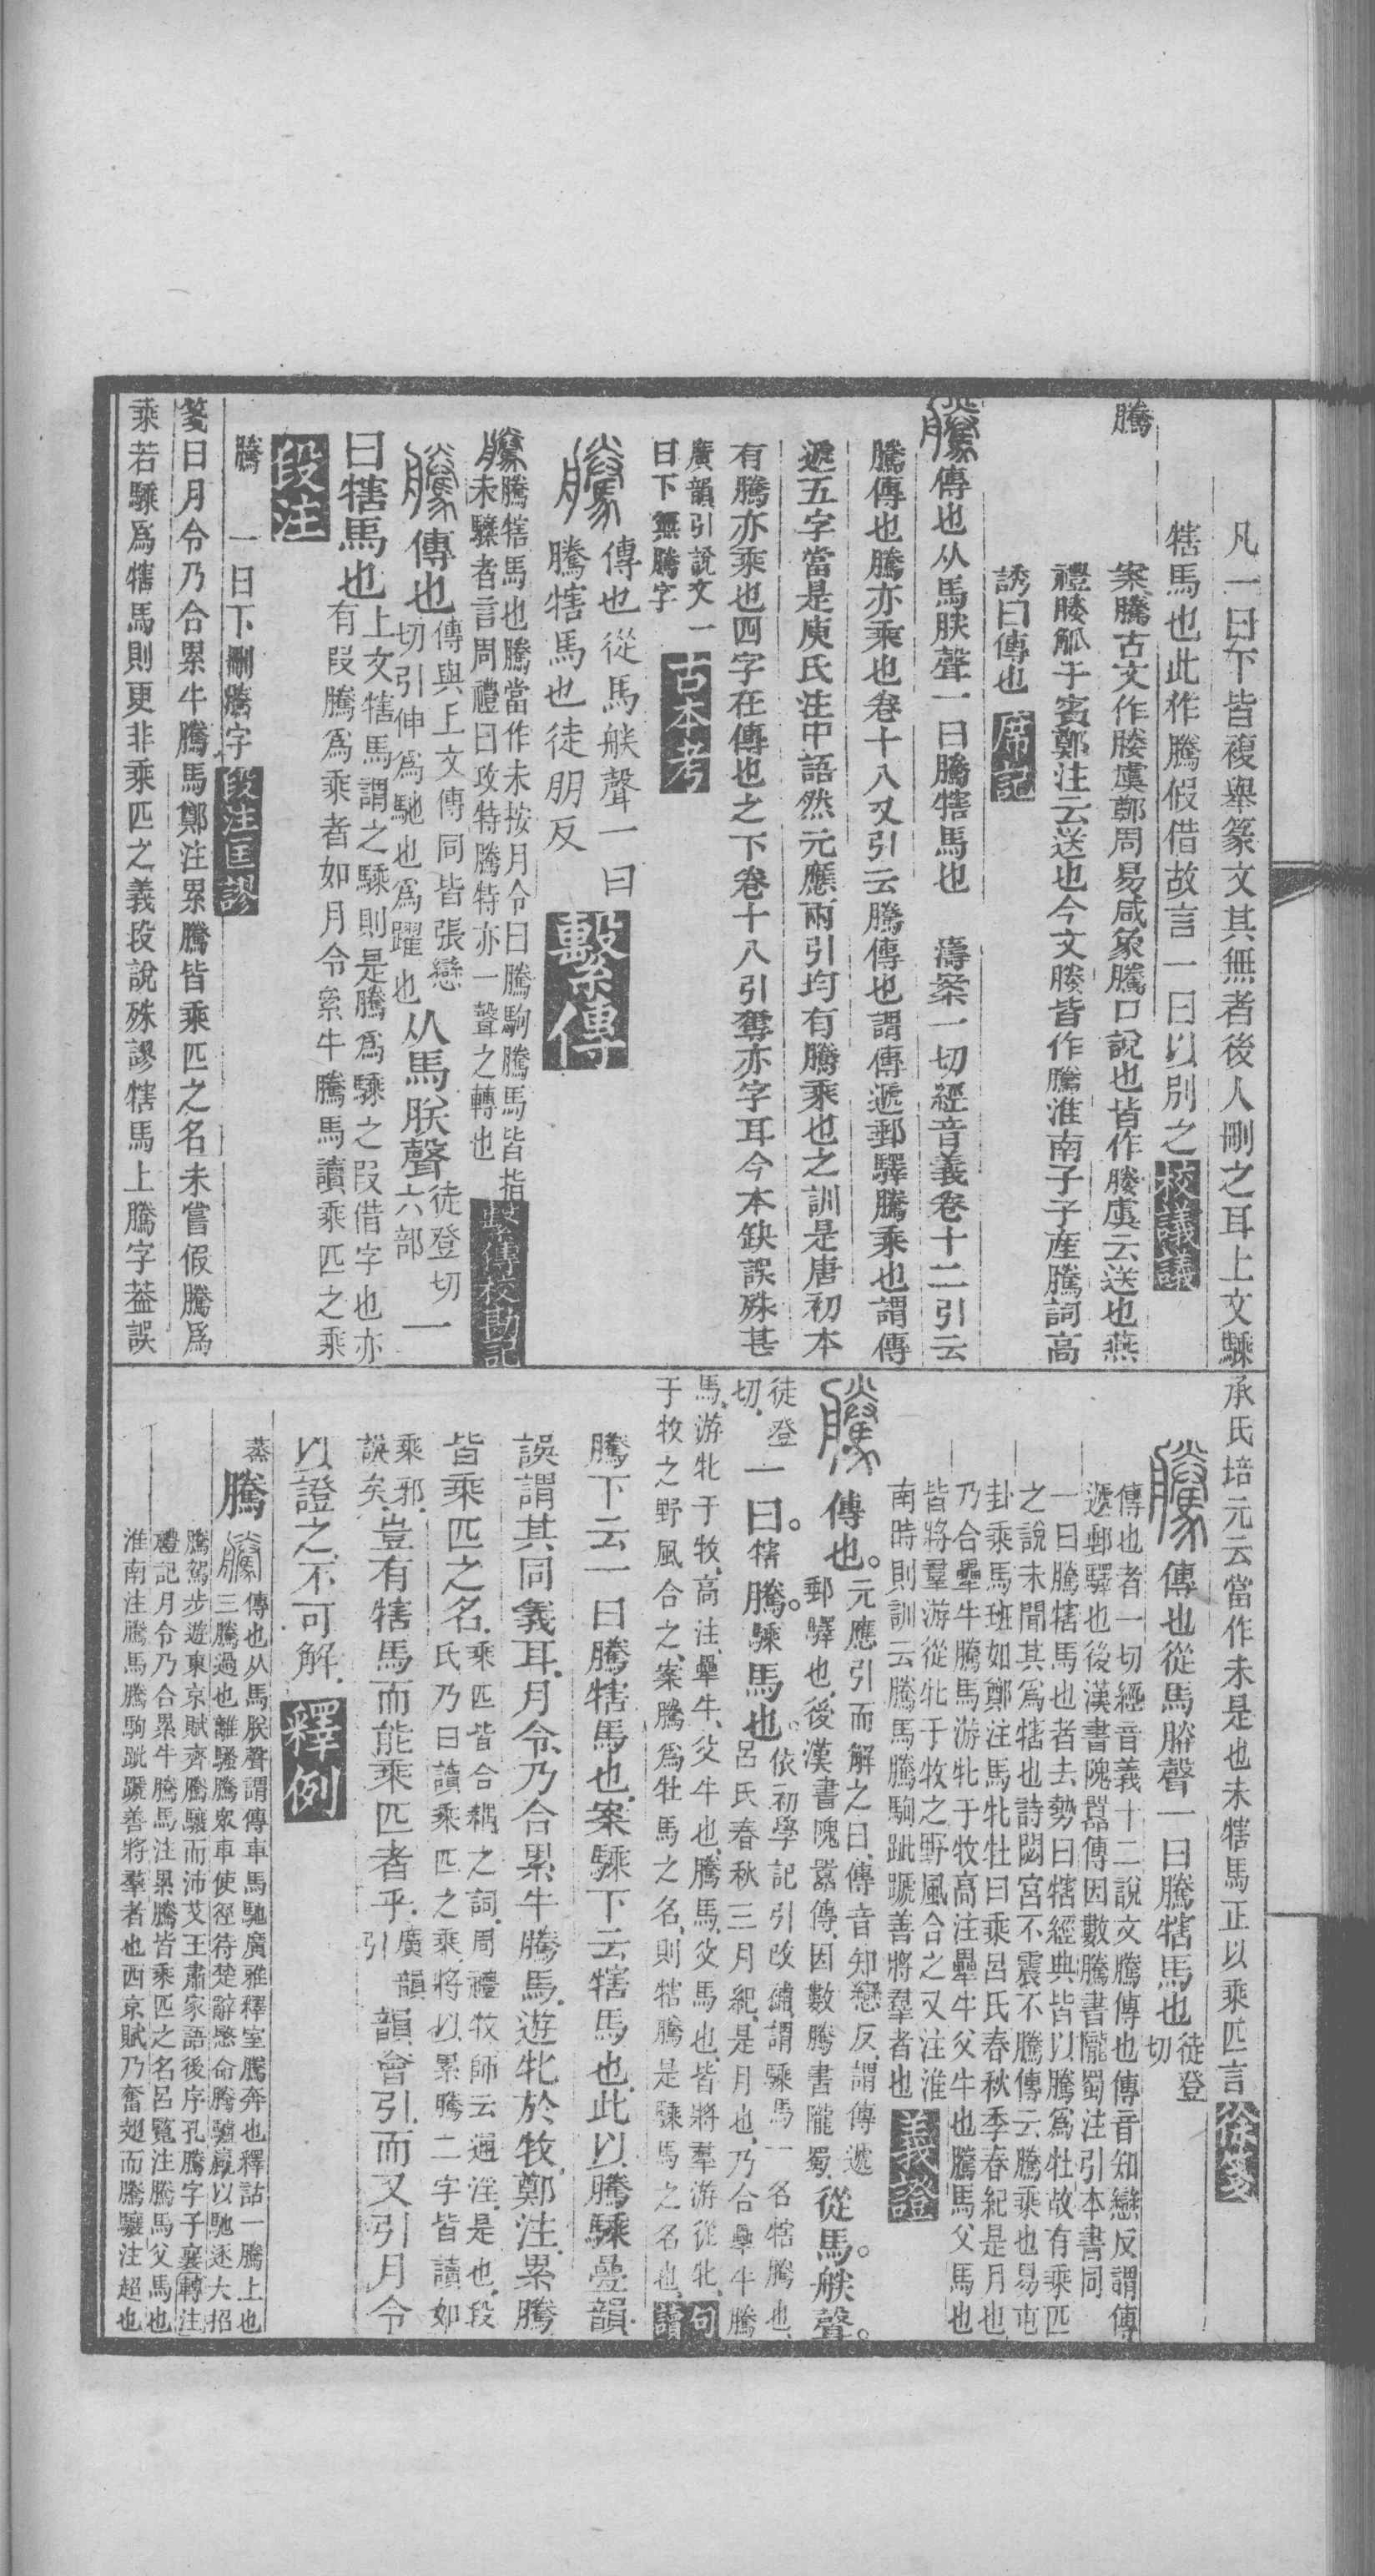 凡一曰下皆複舉篆文其無者後人刪之耳上文騬
犗馬也此作騰假借故言一曰以別之校議議
騰
案騰古文作媵虞鄭周易咸象騰口說也皆作媵虞云送也燕
禮媵觚于賓鄭注云送也今文媵皆作騰淮南子子產騰詞高
誘曰傳也席記
傳也从馬朕聲一曰騰犗馬也　濤案一切經音義卷十二引云
騰傳也騰亦乘也卷十八又引云騰傳也謂傳遞郵驛騰乘也謂傳
遞五字當是庾氏注中語然元應兩引均有騰乘也之訓是唐初本
有騰亦乘也四字在傳也之下卷十八引奪亦字耳今本缺誤殊甚
廣韻引說文一
曰下無騰字古本考
傳也從馬朕聲一曰
騰犗馬也徒朋反繫傳
騰犗馬也騰當作未按月令曰騰駒騰馬皆指
未騬者言周禮曰攻特騰特亦一聲之轉也繫傳校勘記
傳也傳與上文傳同皆張戀
切引伸爲馳也爲躍也从馬朕聲徒登切
六部一
曰犗馬也上文犗馬謂之騬則是騰爲騬之叚借字也亦
有叚騰爲乘者如月令絫牛騰馬讀乘匹之乘
段注
騰　一曰下刪騰字段注匡謬
箋曰月令乃合累牛騰馬鄭注累騰皆乘匹之名未嘗假騰爲
乘若騬爲犗馬則更非乘匹之義段說殊謬犗馬上騰字葢誤
承氏培元云當作未是也未犗馬正以乘匹言
傳也從馬朕聲一曰騰犗馬也徒登
切
傳也者一切經音義十二說文騰傳也傳音知戀反謂傳
遞郵驛也後漢書隗囂傳因數騰書隴蜀注引本書同
一曰騰犗馬也者去勢曰犗經典皆以騰爲牡故有乘匹
之說未聞其爲犗也詩閟宮不震不騰傳云騰乘也易屯
卦乘馬班如鄭注馬牝牡曰乘呂氏春秋季春紀是月也
乃合纍牛騰馬游牝于牧高注纍牛父牛也騰馬父馬也
皆將羣游從牝于牧之野風合之又注淮
南時則訓云騰馬騰駒跐蹏善將羣者也義證
傳也。元應引而解之曰、傳音知戀反、謂傳遞
郵驛也、後漢書隗囂傳、因數騰書隴蜀、從馬。朕聲。
徒登
切、一曰。犗騰。騬馬也。依初學記引改補、謂騬馬一名犗騰也、
呂氏春秋三月紀、是月也、乃合纍牛騰
馬、游牝于牧、高注、纍牛、父牛也、騰馬、父馬也、皆將羣游從牝、
于牧之野風合之、案騰爲牡馬之名、則犗騰是騬馬之名也、句讀
騰下云一曰騰犗馬也、案騬下云犗馬也、此以騰騬疊韻、
誤謂其同義耳、月令、乃合累牛騰馬、遊牝於牧、鄭注、累騰
皆乘匹之名、乘匹皆合耦之詞、周禮牧師云通淫、是也、段
氏乃曰讀乘匹之乘、將以累騰二字皆讀如
乘邪、
誤矣、豈有犗馬而能乘匹者乎、廣韻
引韻會引、而又引月令
以證之、不可解、釋例
蒸騰傳也从馬朕聲謂傳車馬馳廣雅釋室騰奔也釋詁一騰上也
三騰過也離騷騰眾車使徑待楚辭愍命騰驢驘以馳逐大招
騰駕步遊東京賦齊騰驤而沛艾王肅家語後序孔騰字子襄轉注
禮記月令乃合累牛騰馬注累騰皆乘匹之名呂覽注騰馬父馬也
淮南注騰馬騰駒跐蹏善將羣者也西京賦乃奮翅而騰驤注超也